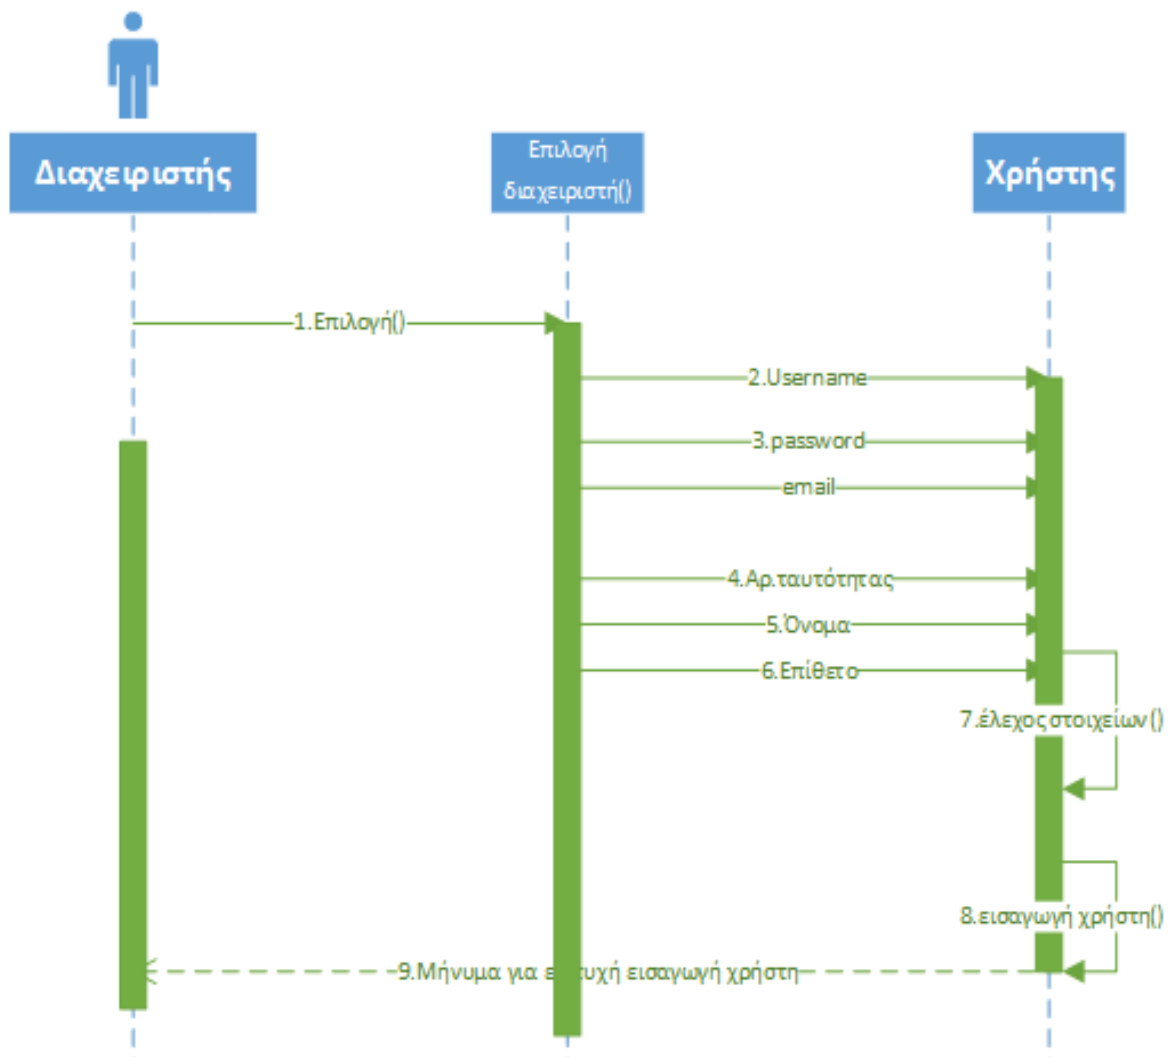 Διαχειριστής
Επιλογή
διαχειριστή()
Χρήστης
1.Επιλογή()
2.Username
3.password
email
4.Αρ.ταυτότητας
5.Όνομα
6.Επίθετο
7.έλεχος στοιχείων()
8.εισαγωγή χρήστη()
9.Μήνυμα για εισαγωγή χρήστη